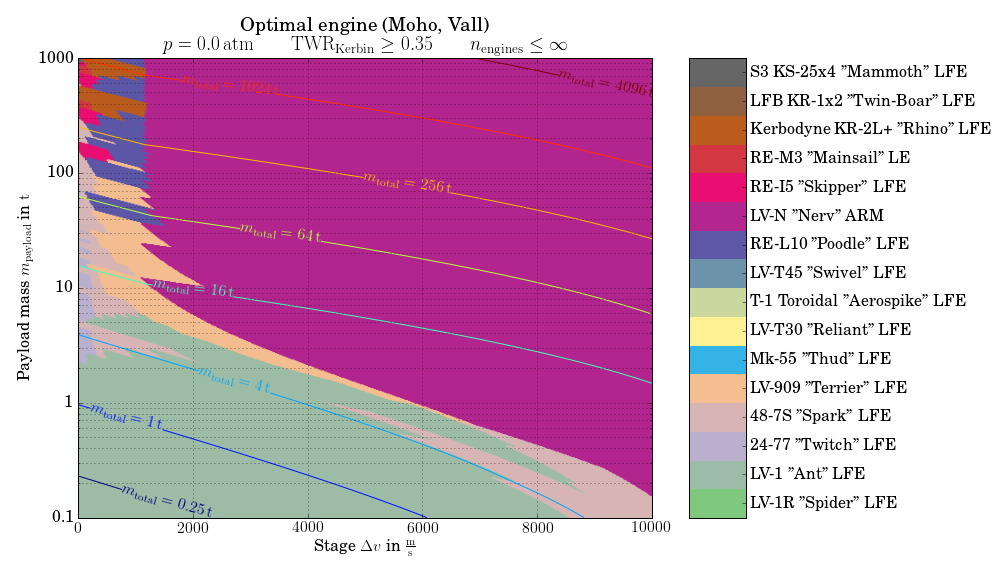 Optimal engine (Moho, Vall)
p = 0.0 atm TWR_Kerbin ≥ 0.35 n_engines ≤ ∞
1000
100
10
1
0.1
Payload mass m_payload in t
0
2000
4000
6000
8000
10000
Stage Δv in m/s
m_total = 4096 t
m_total = 1024 t
m_total = 256 t
m_total = 64 t
m_total = 16 t
m_total = 4 t
m_total = 1 t
m_total = 0.25 t
S3 KS-25x4 ”Mammoth” LFE
LFB KR-1x2 ”Twin-Boar” LFE
Kerbodyne KR-2L+ ”Rhino” LFE
RE-M3 ”Mainsail” LE
RE-I5 ”Skipper” LFE
LV-N ”Nerv” ARM
RE-L10 ”Poodle” LFE
LV-T45 ”Swivel” LFE
T-1 Toroidal ”Aerospike” LFE
LV-T30 ”Reliant” LFE
Mk-55 ”Thud” LFE
LV-909 ”Terrier” LFE
48-7S ”Spark” LFE
24-77 ”Twitch” LFE
LV-1 ”Ant” LFE
LV-1R ”Spider” LFE